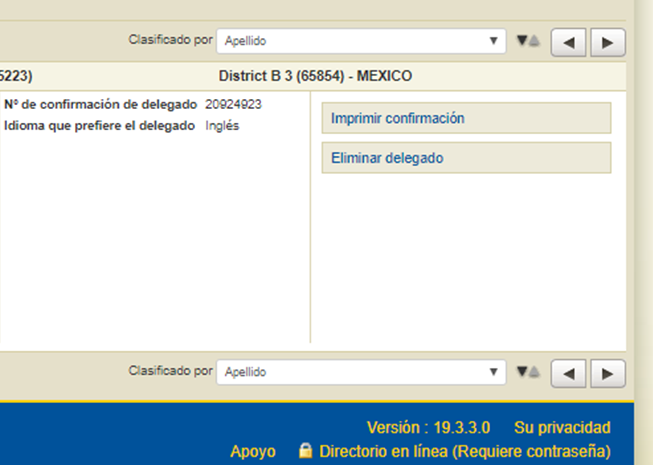 Clasificado por Apellido
5223) District B 3 (65854) - MEXICO
Nº de confirmación de delegado 20924923
Imprimir confirmación
Idioma que prefiere el delegado Inglés
Eliminar delegado
Clasificado por Apellido
Versión : 19.3.3.0 Su privacidad
Apoyo Directorio en línea (Requiere contraseña)